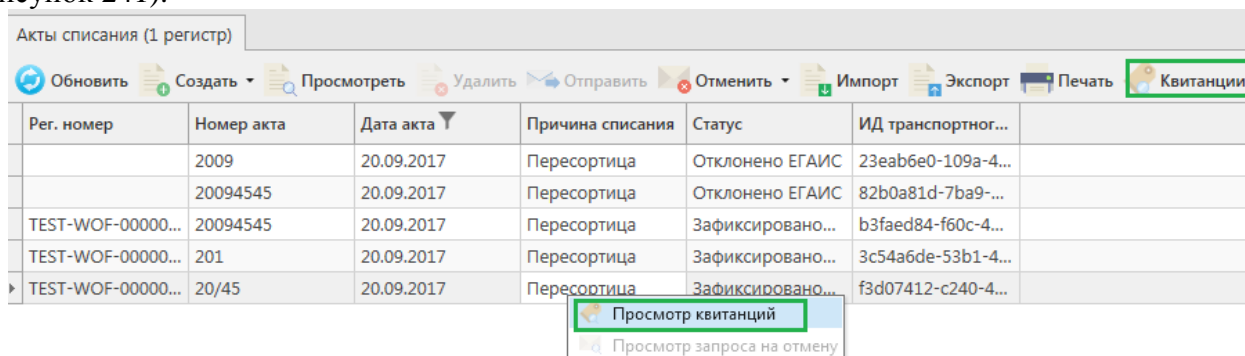 Акты списания (1 регистр)
Обновить Создать Просмотреть Удалить Отправить Отменить Импорт Экспорт Печать Квитанции
Рег. номер Номер акта Дата акта Причина списания Статус ИД транспортног...
2009 20.09.2017 Пересортица Отклонено ЕГАИС 23eab6e0-109a-4...
20094545 20.09.2017 Пересортица Отклонено ЕГАИС 82b0a81d-7ba9-...
TEST-WOF-00000... 20094545 20.09.2017 Пересортица Зафиксировано... b3faed84-f60c-4...
TEST-WOF-00000... 201 20.09.2017 Пересортица Зафиксировано... 3c54a6de-53b1-4...
TEST-WOF-00000... 20/45 20.09.2017 Пересортица Зафиксировано... f3d07412-c240-4...
Просмотр квитанций
Просмотр запроса на отмену